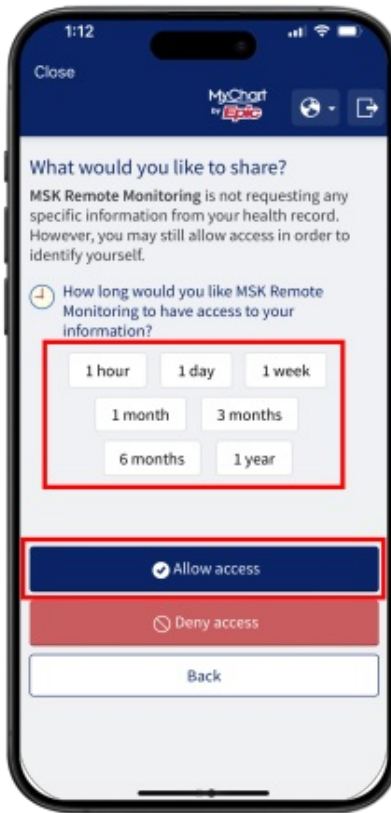 1:12
Close
MyChart
by Epic
What would you like to share?
MSK Remote Monitoring is not requesting any
specific information from your health record.
However, you may still allow access in order to
identify yourself.
How long would you like MSK Remote
Monitoring to have access to your
information?
1 hour 1 day 1 week
1 month 3 months
6 months 1 year
Allow access
Deny access
Back